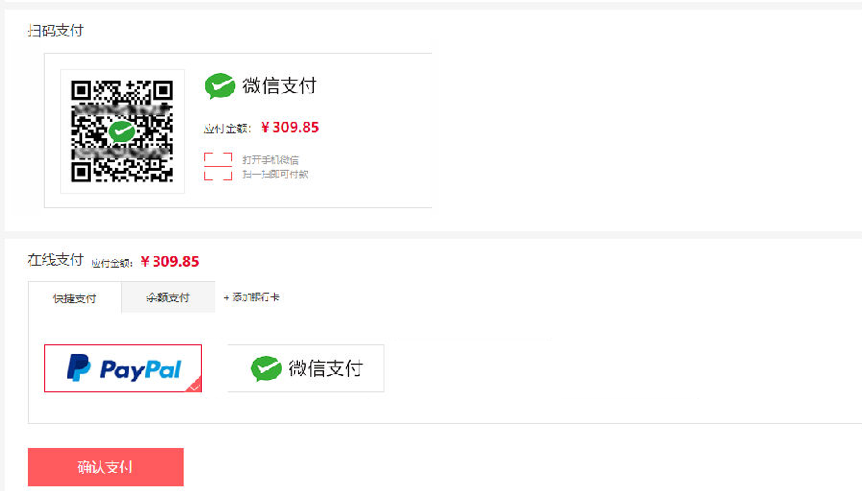 扫码支付
微信支付
应付金额：￥309.85
打开手机微信
扫一扫即可付款
在线支付 应付金额：￥309.85
快捷支付 余额支付 + 添加银行卡
PayPal 微信支付
确认支付